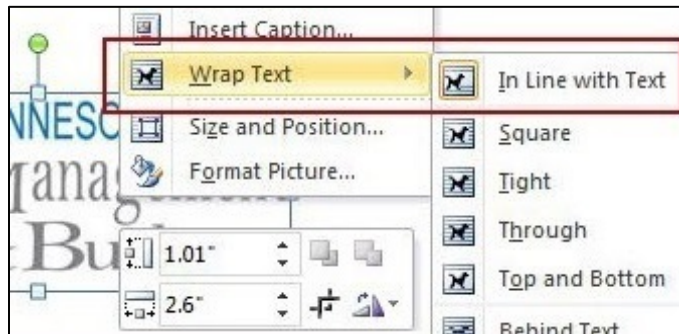 Insert Caption...
Wrap Text
In Line with Text
Size and Position...
Square
Format Picture...
Tight
Through
1.01"
Top and Bottom
2.6"
Behind Text